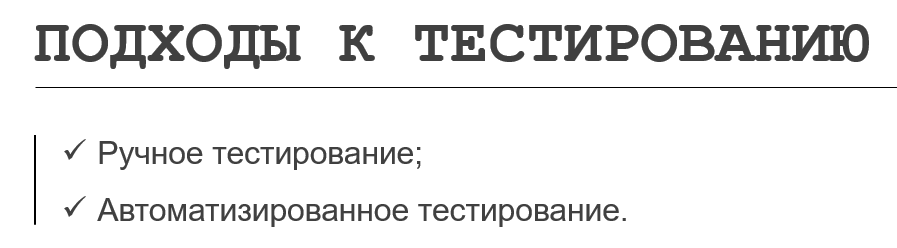 ПОДХОДЫ К ТЕСТИРОВАНИЮ
✓ Ручное тестирование;
✓ Автоматизированное тестирование.